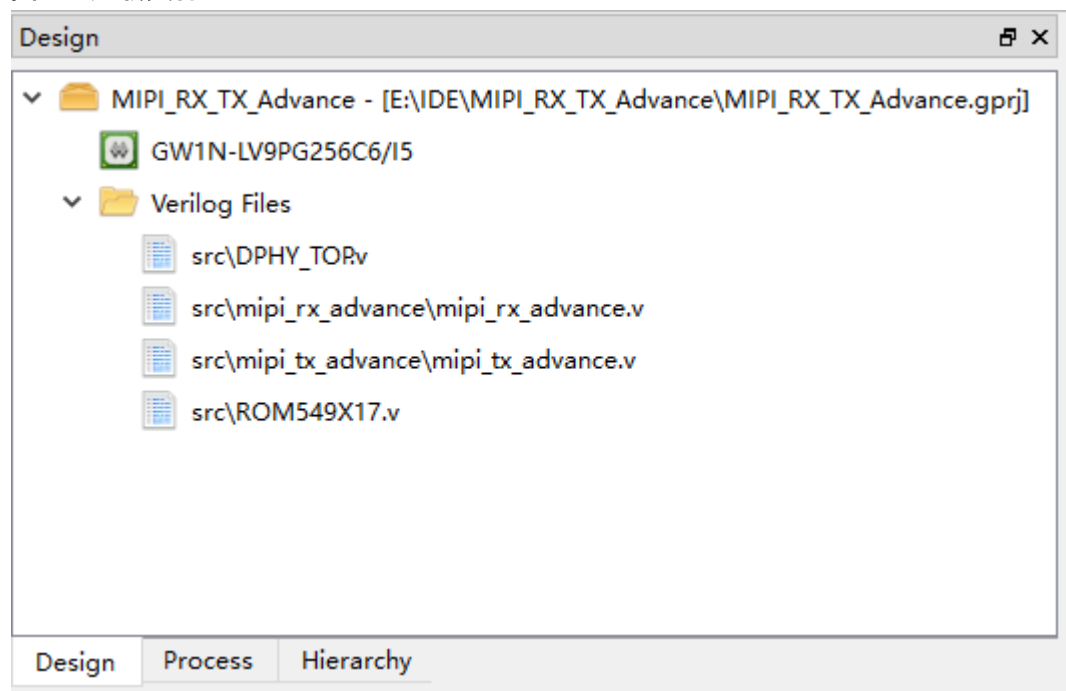 Design
MIPI_RX_TX_Advance - [E:\IDE\MIPI_RX_TX_Advance\MIPI_RX_TX_Advance.gprj]
GW1N-LV9PG256C6/I5
Verilog Files
src\DPHY_TOP.v
src\mipi_rx_advance\mipi_rx_advance.v
src\mipi_tx_advance\mipi_tx_advance.v
src\ROM549X17.v
Design Process Hierarchy